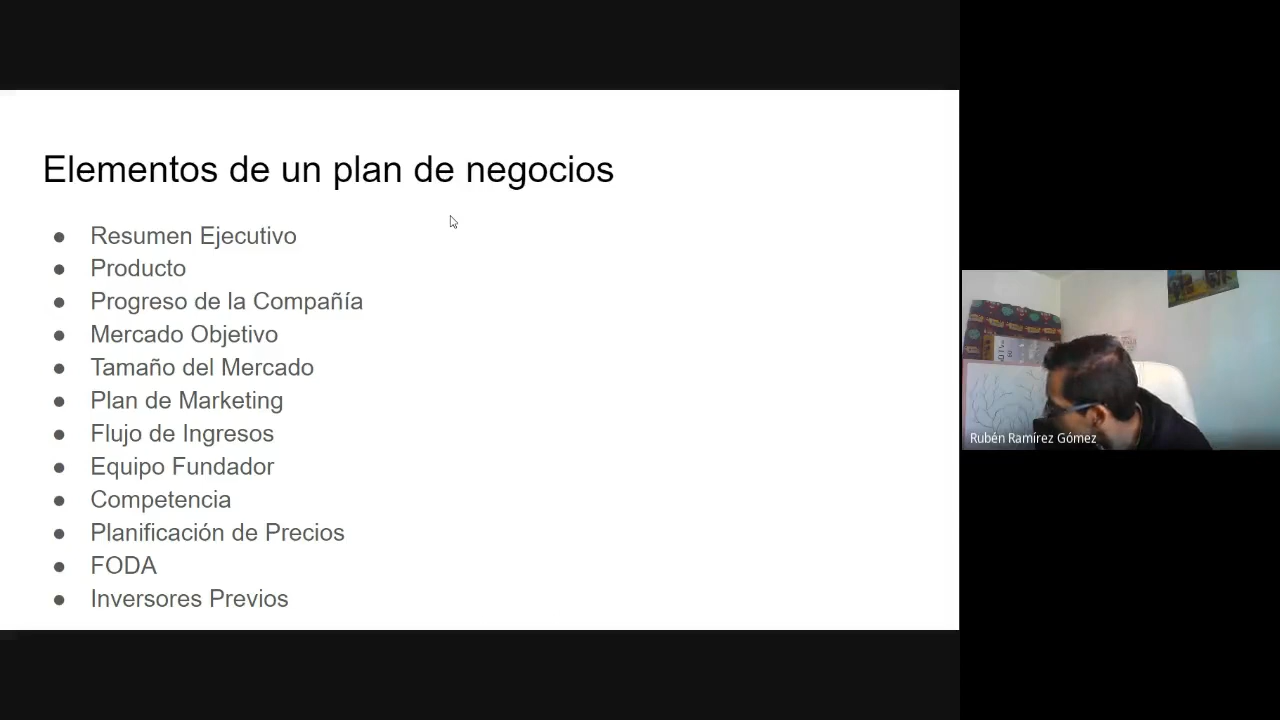 Elementos de un plan de negocios
● Resumen Ejecutivo
● Producto
● Progreso de la Compañía
● Mercado Objetivo
● Tamaño del Mercado
● Plan de Marketing
● Flujo de Ingresos
● Equipo Fundador
● Competencia
● Planificación de Precios
● FODA
● Inversores Previos
Rubén Ramírez Gómez